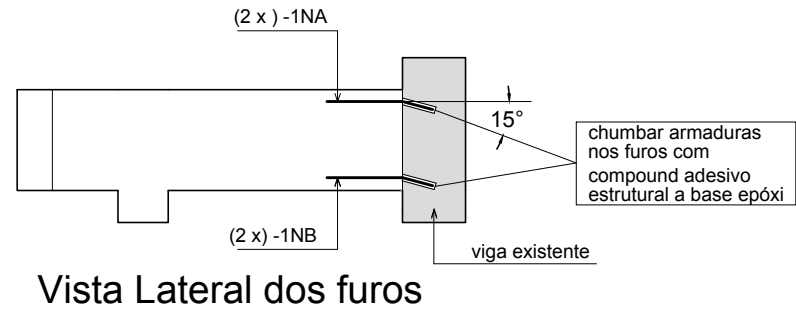 (2 x ) -1NA
15°
chumbar armaduras
nos furos com
compound adesivo
estrutural a base epóxi
(2 x) -1NB
viga existente
Vista Lateral dos furos